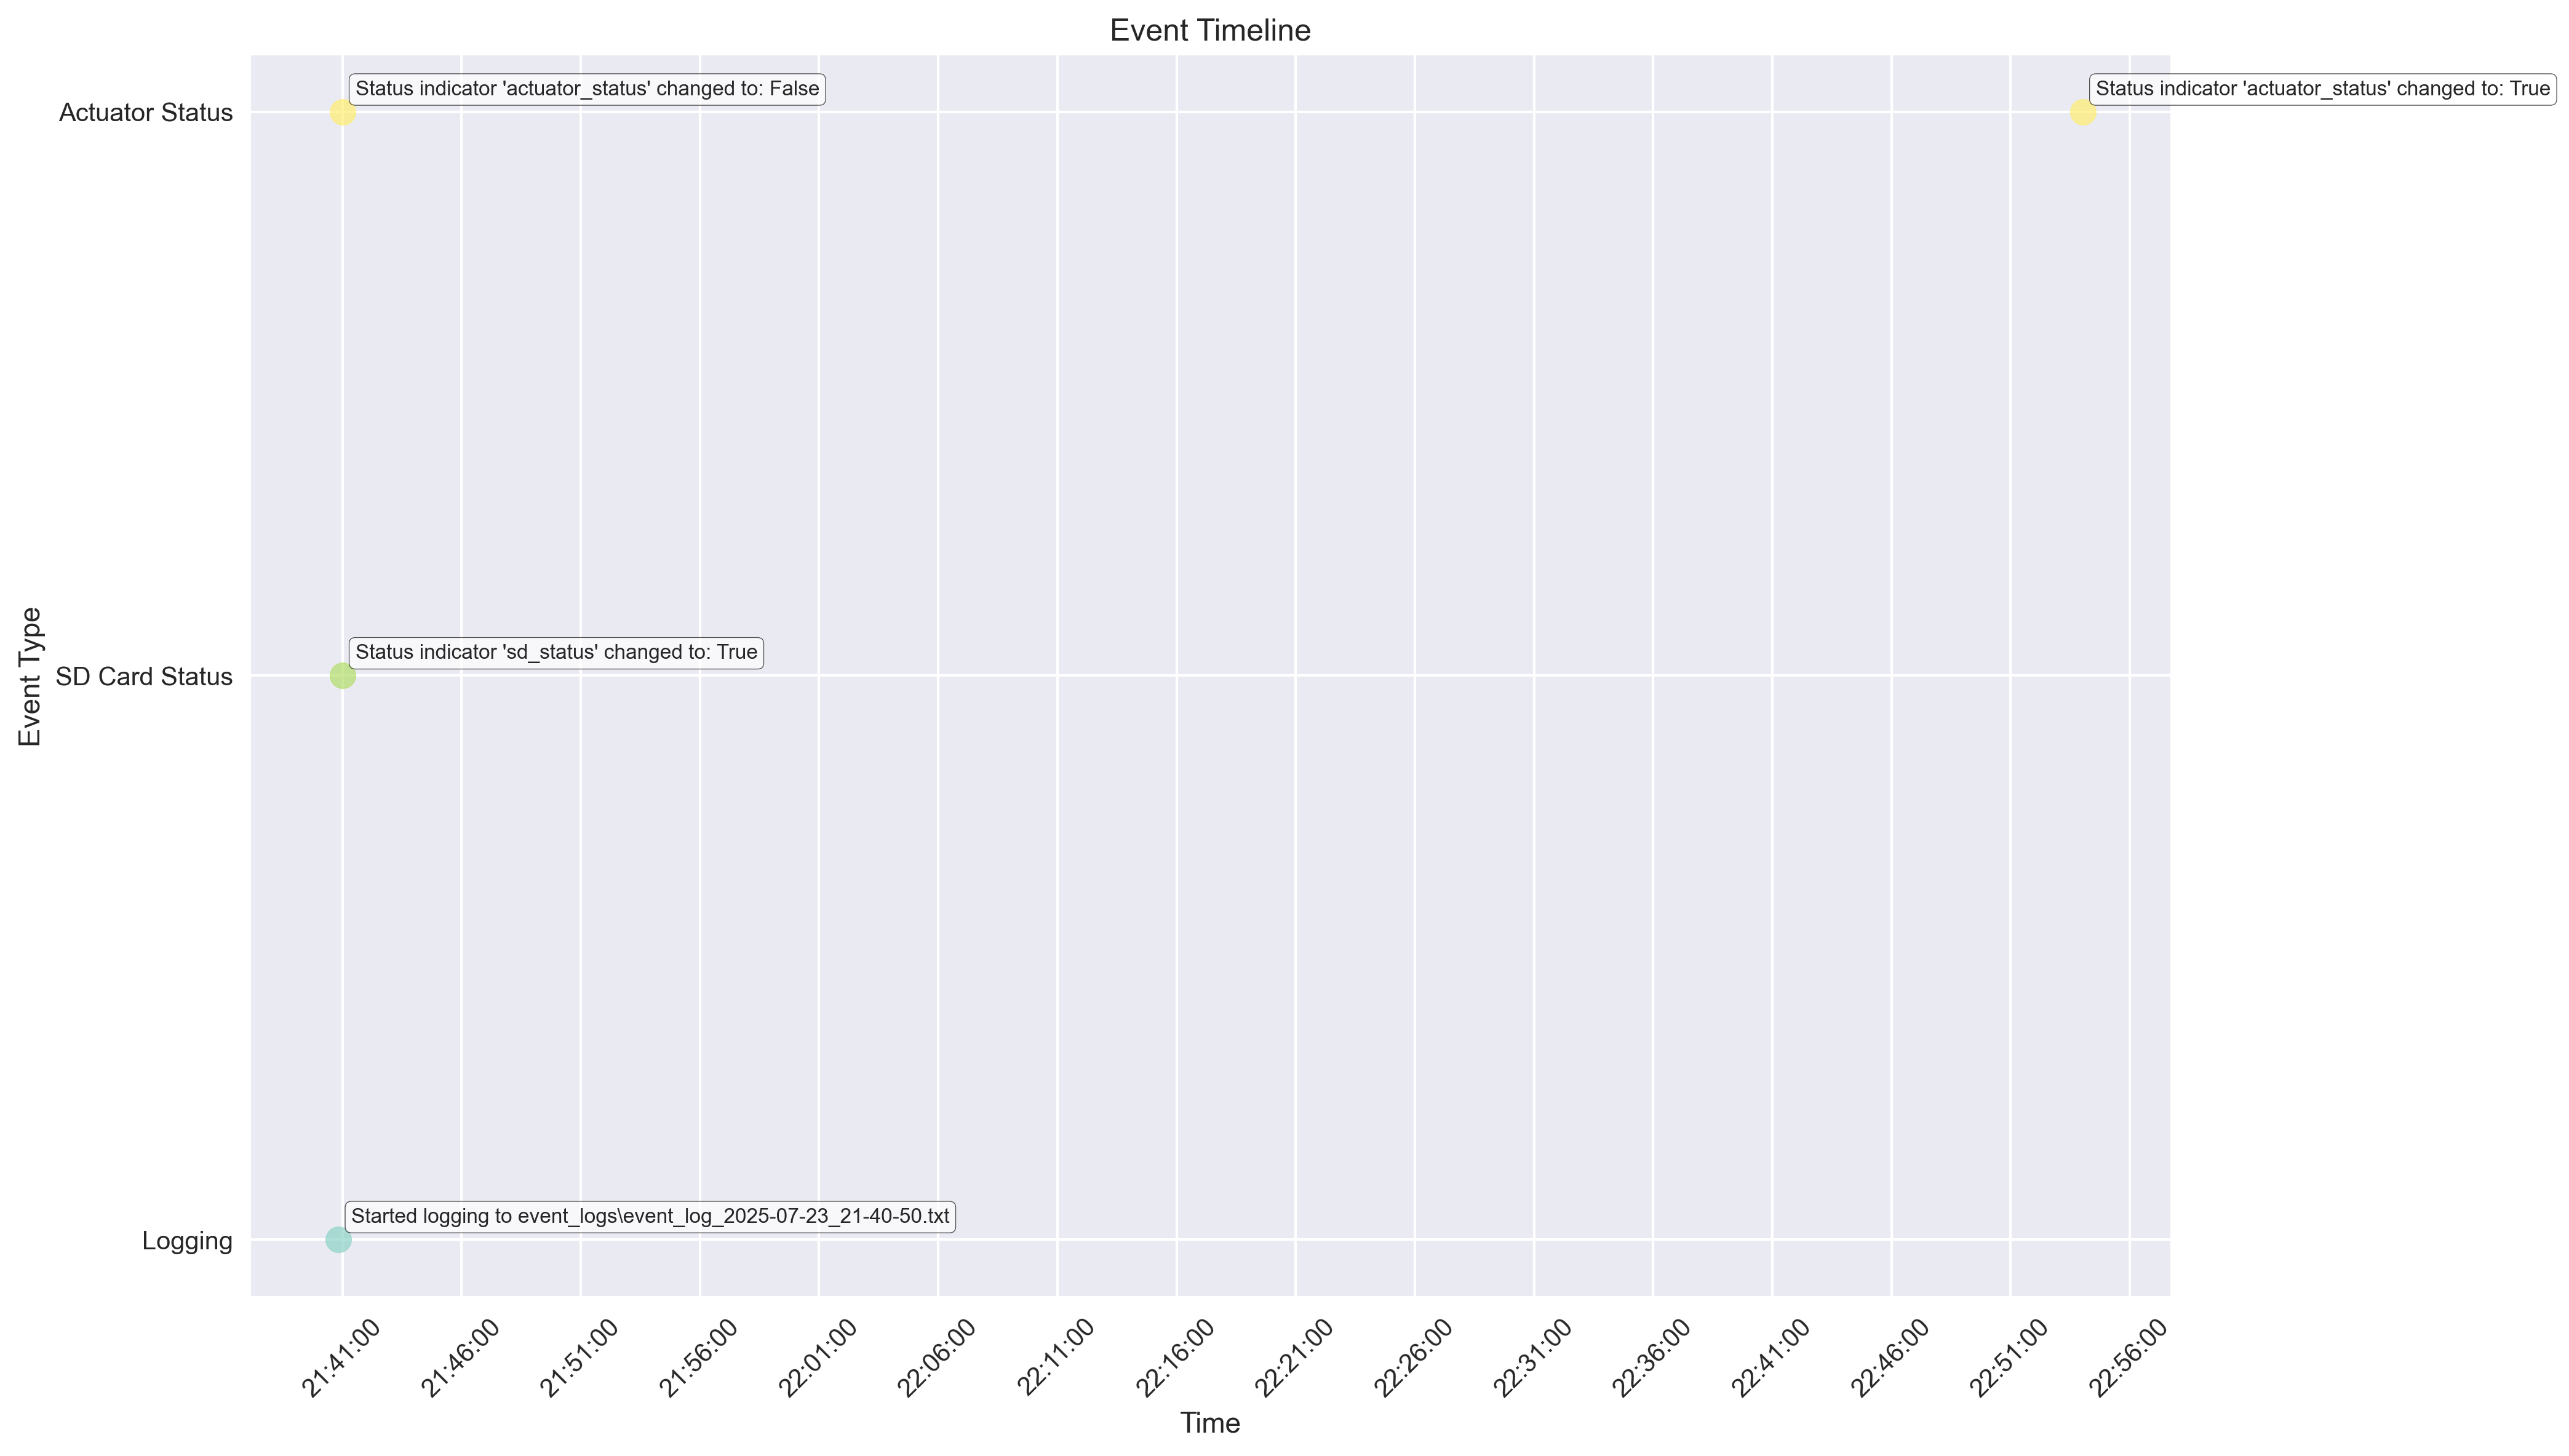 Event Timeline
Status indicator 'actuator_status' changed to: False
Status indicator 'actuator_status' changed to: True
Actuator Status
Status indicator 'sd_status' changed to: True
SD Card Status
Event Type
Started logging to event_logs\event_log_2025-07-23_21-40-50.txt
Logging
21:41:00
21:46:00
21:51:00
21:56:00
22:01:00
22:06:00
22:11:00
22:16:00
22:21:00
22:26:00
22:31:00
22:36:00
22:41:00
22:46:00
22:51:00
22:56:00
Time